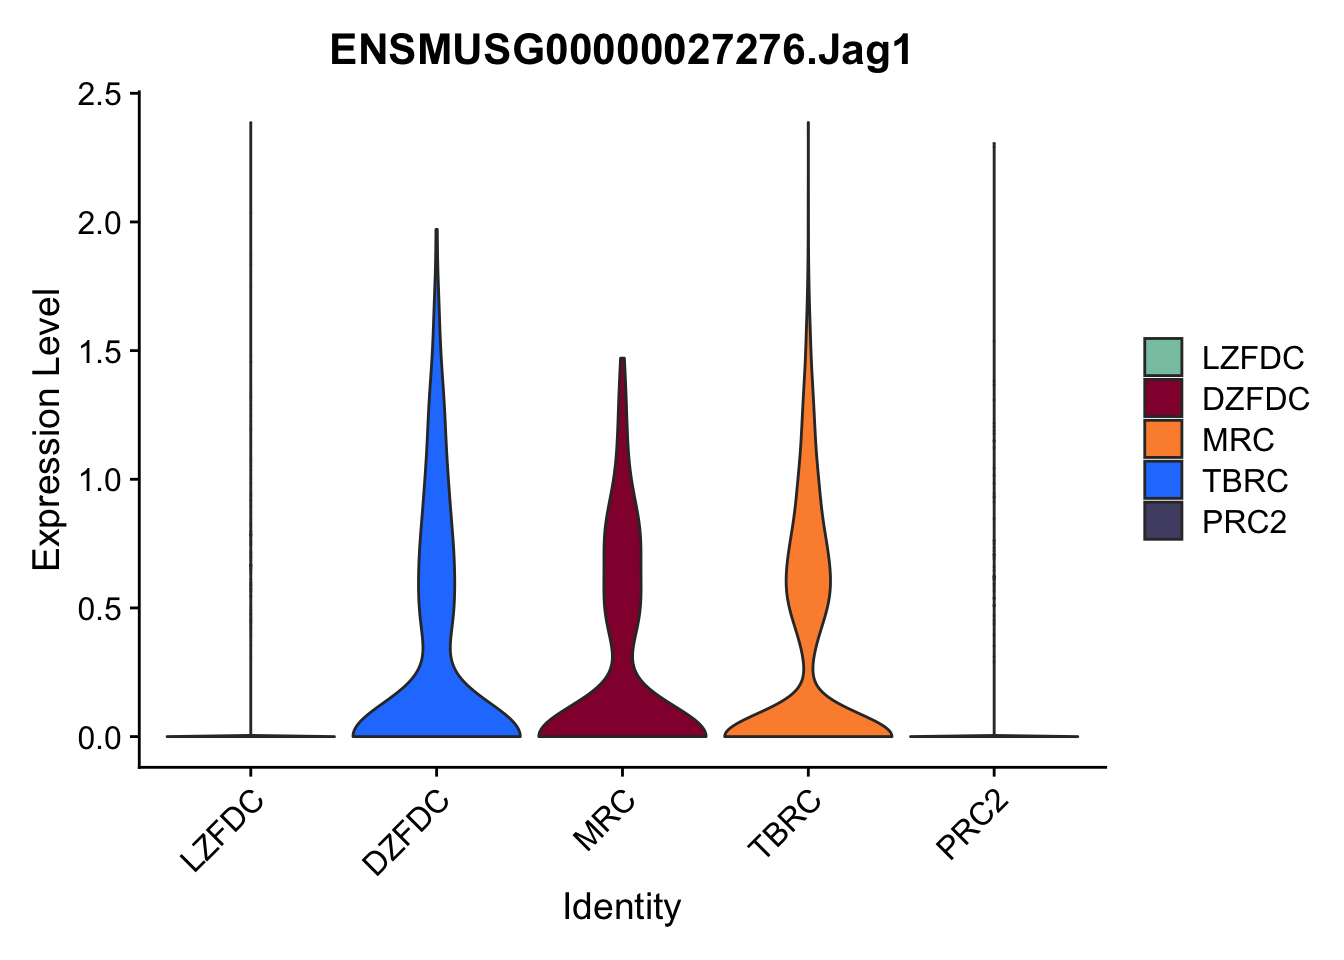 ENSMUSG00000027276.Jag1
2.5
2.0
1.5
1.0
0.5
0.0
Expression Level
LZFDC
DZFDC
MRC
TBRC
PRC2
Identity
LZFDC
DZFDC
MRC
TBRC
PRC2